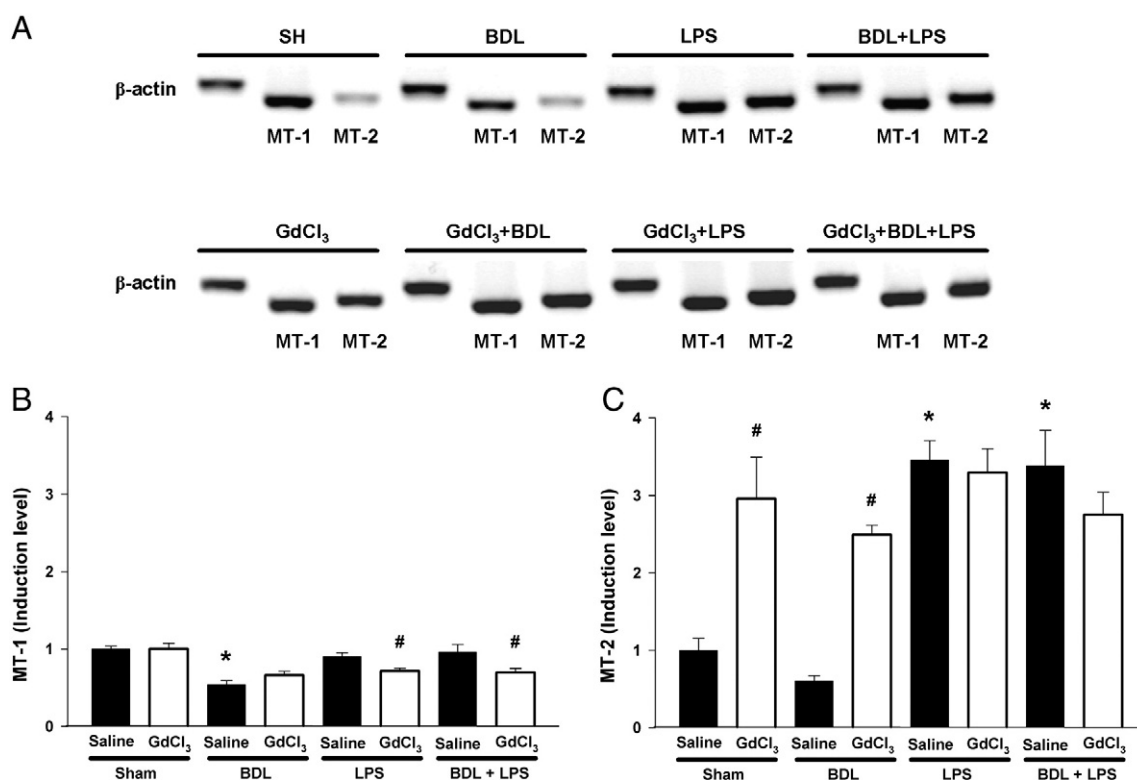 A
SH BDL LPS BDL+LPS
β-actin
MT-1 MT-2 MT-1 MT-2 MT-1 MT-2 MT-1 MT-2
GdCl₃ GdCl₃+BDL GdCl₃+LPS GdCl₃+BDL+LPS
β-actin
MT-1 MT-2 MT-1 MT-2 MT-1 MT-2 MT-1 MT-2
B
MT-1 (Induction level)
4
3
2
1
0
* # #
Saline GdCl₃ Saline GdCl₃ Saline GdCl₃ Saline GdCl₃
Sham BDL LPS BDL + LPS
C
MT-2 (Induction level)
4
3
2
1
0
# # * *
Saline GdCl₃ Saline GdCl₃ Saline GdCl₃ Saline GdCl₃
Sham BDL LPS BDL + LPS